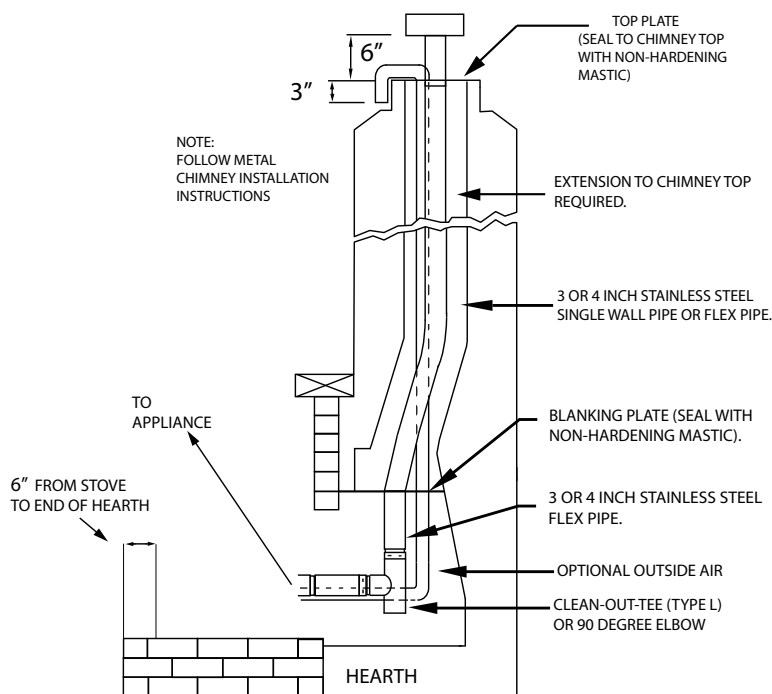 TOP PLATE
(SEAL TO CHIMNEY TOP
WITH NON-HARDENING
MASTIC)
6”
3”
NOTE:
FOLLOW METAL
CHIMNEY INSTALLATION
INSTRUCTIONS
EXTENSION TO CHIMNEY TOP
REQUIRED.
3 OR 4 INCH STAINLESS STEEL
SINGLE WALL PIPE OR FLEX PIPE.
TO
APPLIANCE
BLANKING PLATE (SEAL WITH
NON-HARDENING MASTIC).
6” FROM STOVE
TO END OF HEARTH
3 OR 4 INCH STAINLESS STEEL
FLEX PIPE.
OPTIONAL OUTSIDE AIR
CLEAN-OUT-TEE (TYPE L)
OR 90 DEGREE ELBOW
HEARTH